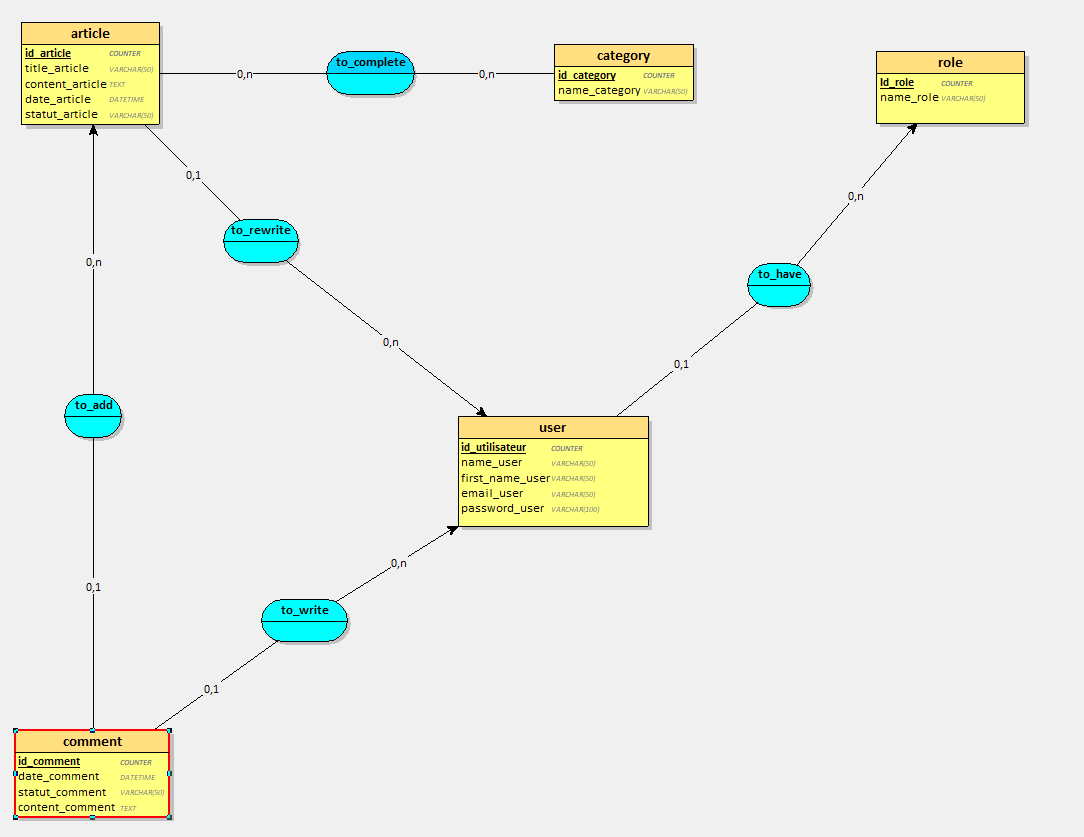 article
id_article COUNTER
title_article VARCHAR(50)
content_article TEXT
date_article DATETIME
statut_article VARCHAR(50)
0,n
to_complete
0,n
category
id_category COUNTER
name_category VARCHAR(50)
role
Id_role COUNTER
name_role VARCHAR(50)
0,1
to_rewrite
0,n
0,n
to_have
0,1
0,n
to_add
0,1
user
id_utilisateur COUNTER
name_user VARCHAR(50)
first_name_user VARCHAR(50)
email_user VARCHAR(50)
password_user VARCHAR(100)
0,n
to_write
0,1
comment
id_comment COUNTER
date_comment DATETIME
statut_comment VARCHAR(50)
content_comment TEXT